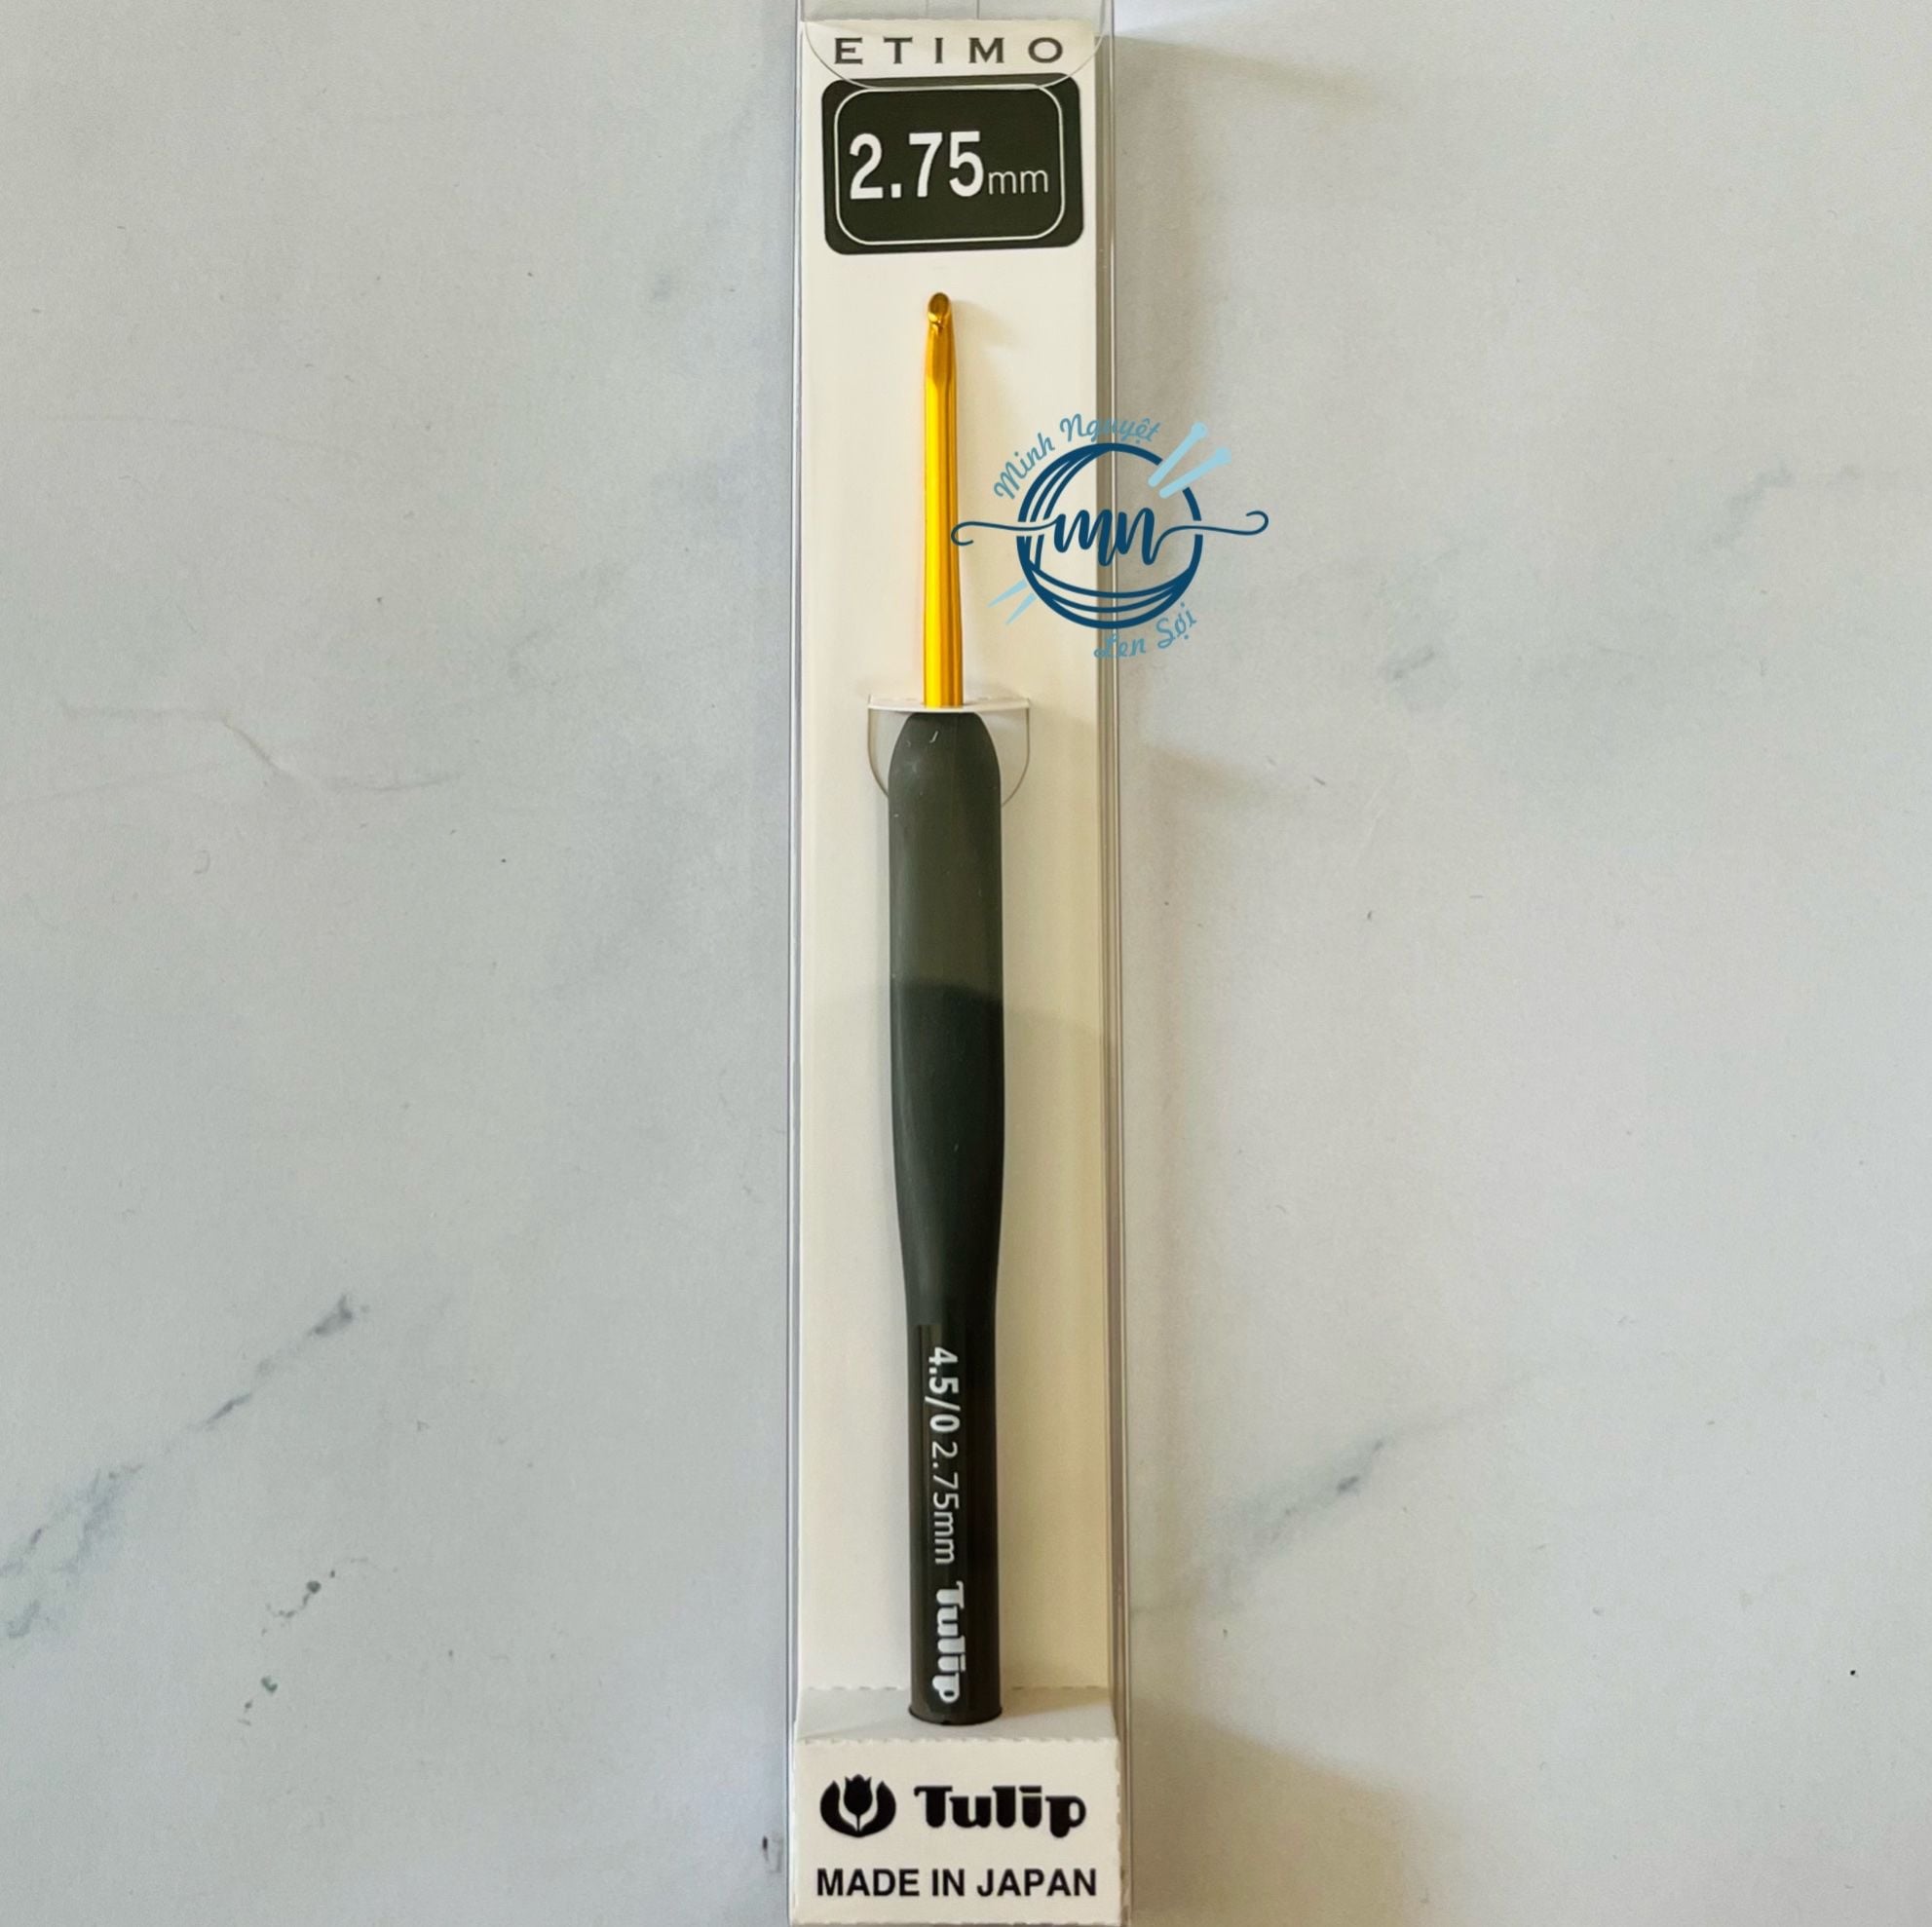 ETIMO
2.75mm
Minh Nguyệt
mn
Len Sợi
4.5/0 2.75mm Tulip
Tulip
MADE IN JAPAN